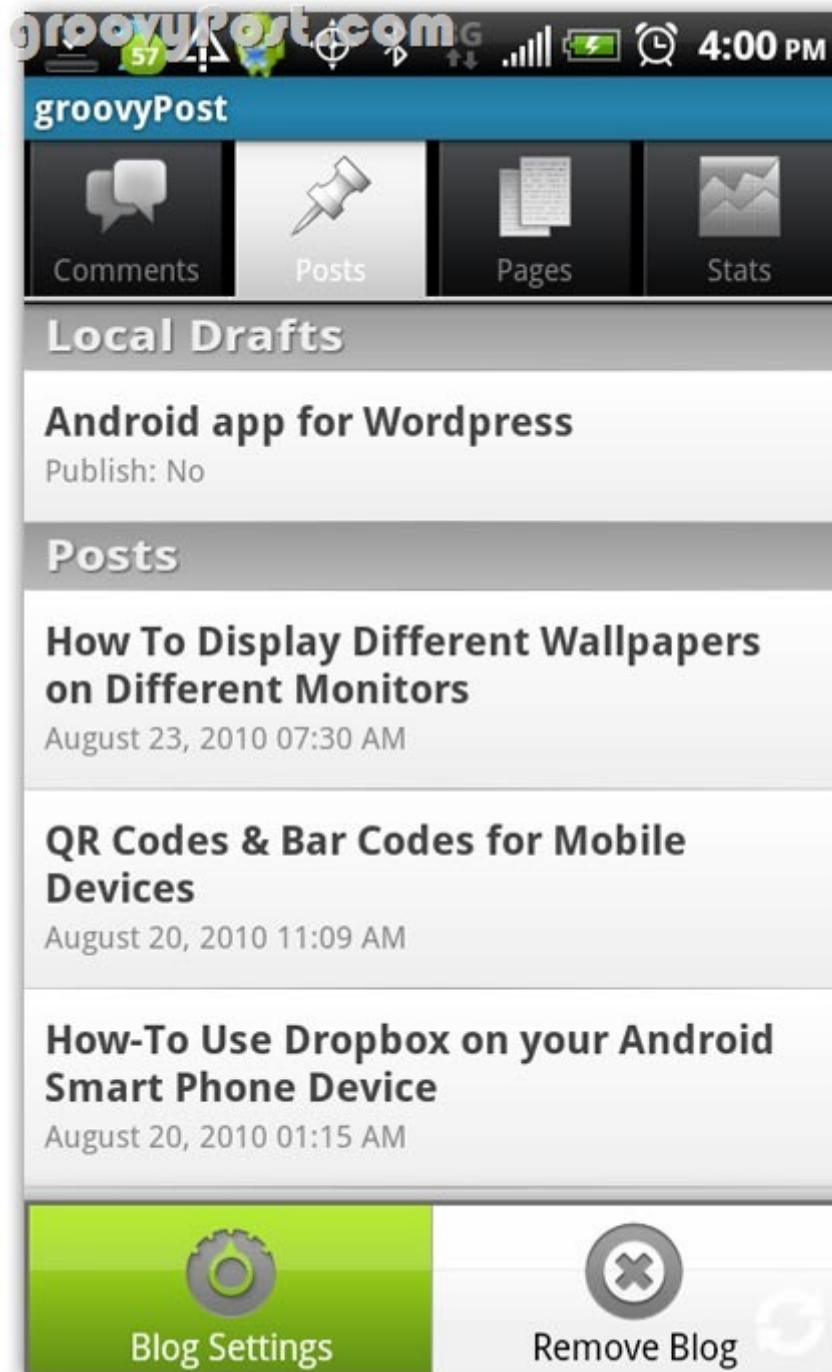 groovyPost.com
57 3G 4:00 PM
groovyPost
Comments Posts Pages Stats
Local Drafts
Android app for Wordpress
Publish: No
Posts
How To Display Different Wallpapers
on Different Monitors
August 23, 2010 07:30 AM
QR Codes & Bar Codes for Mobile
Devices
August 20, 2010 11:09 AM
How-To Use Dropbox on your Android
Smart Phone Device
August 20, 2010 01:15 AM
Blog Settings Remove Blog